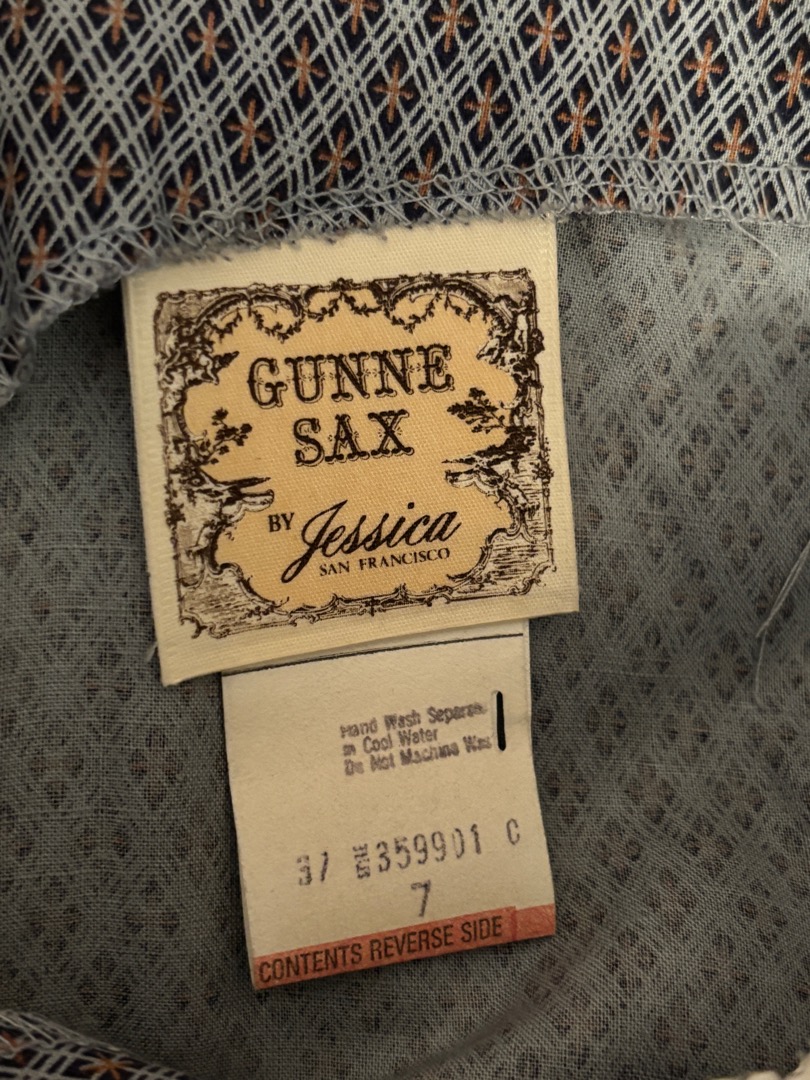 GUNNE
SAX
BY Jessica
SAN FRANCISCO
Hand Wash Separate
in Cool Water
Do Not Machine Was
37 359901 C
7
CONTENTS REVERSE SIDE